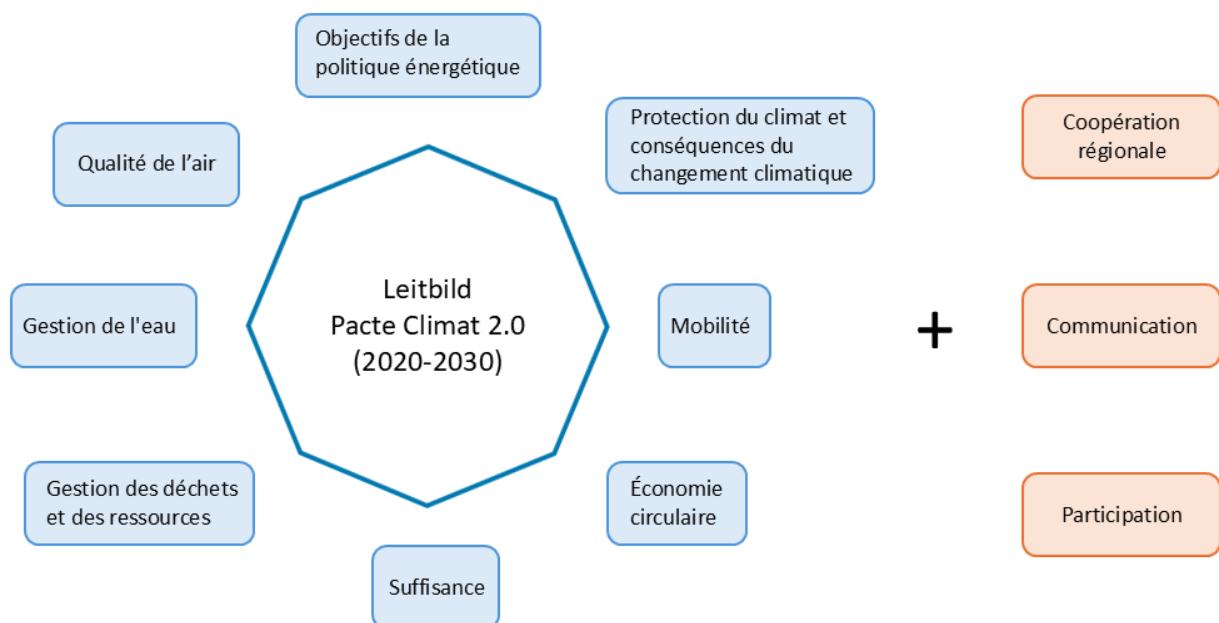 Objectifs de la
politique énergétique
Protection du climat et
conséquences du
changement climatique
Coopération
régionale
Qualité de l’air
Leitbild
Pacte Climat 2.0
(2020-2030)
Gestion de l'eau
Mobilité
+
Communication
Gestion des déchets
et des ressources
Économie
circulaire
Participation
Suffisance